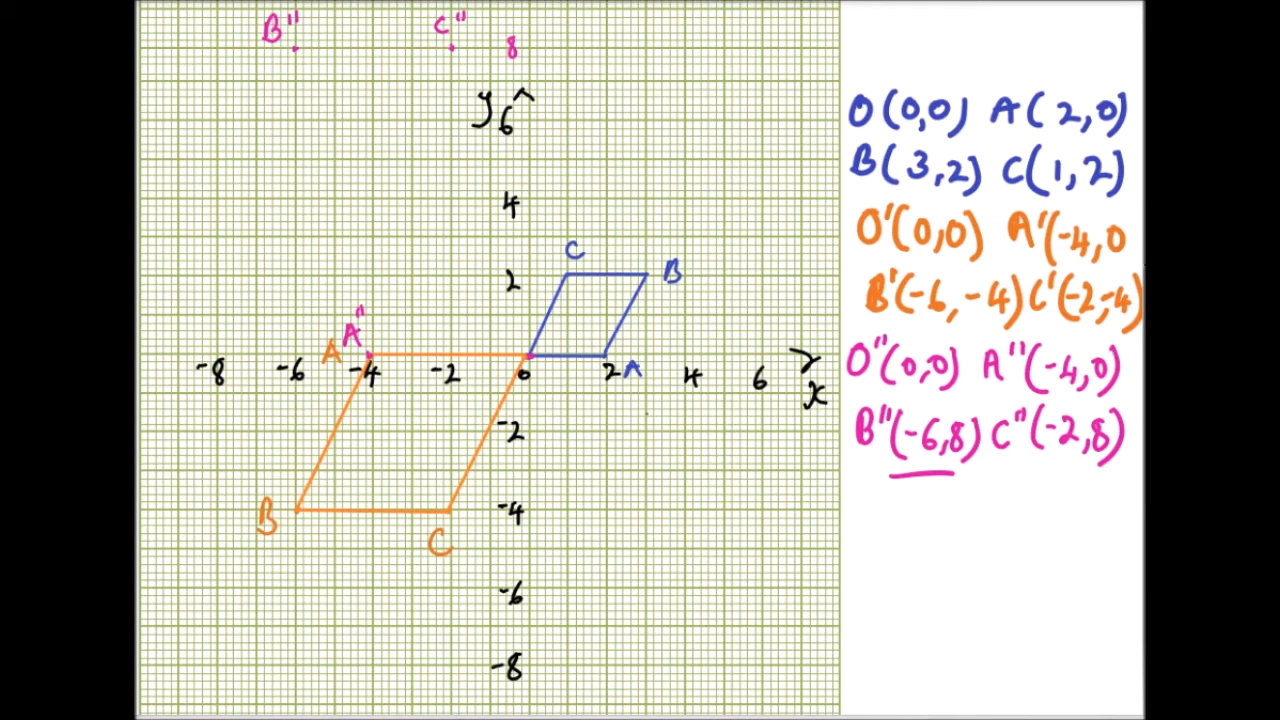 B" C" 8
y 6
4
C
2 B
A"
A
-8 -6 -4 -2 0 2 A 4 6 x
-2
B -4
C
-6
-8
O(0,0) A(2,0)
B(3,2) C(1,2)
O'(0,0) A'(-4,0
B'(-6,-4) C'(-2,-4)
O"(0,0) A"(-4,0)
B"(-6,8) C"(-2,8)